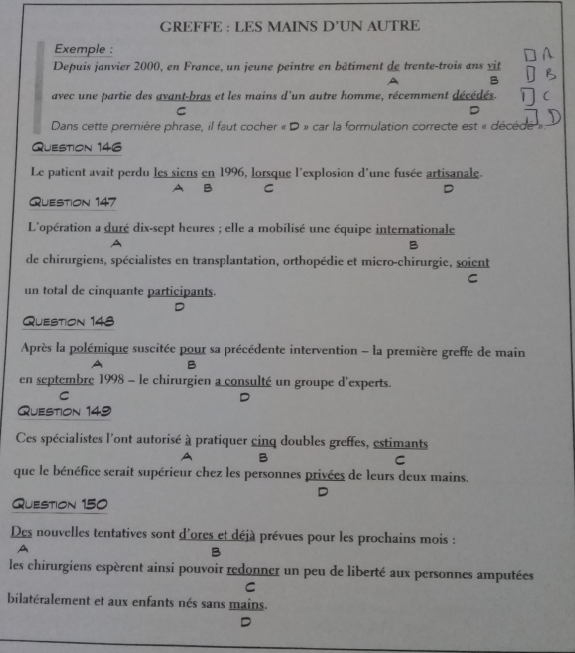 GREFFE : LES MAINS D'UN AUTRE
Exemple :
Depuis janvier 2000, en France, un jeune peintre en bâtiment de trente-trois ans vit
A B
avec une partie des avant-bras et les mains d'un autre homme, récemment décédés.
C D
Dans cette première phrase, il faut cocher « D » car la formulation correcte est « décédé ».
A
B
C
D
QUESTION 146
Le patient avait perdu les siens en 1996, lorsque l'explosion d'une fusée artisanale.
A B C D
QUESTION 147
L'opération a duré dix-sept heures ; elle a mobilisé une équipe internationale
A B
de chirurgiens, spécialistes en transplantation, orthopédie et micro-chirurgie, soient
C
un total de cinquante participants.
D
QUESTION 148
Après la polémique suscitée pour sa précédente intervention – la première greffe de main
A B
en septembre 1998 – le chirurgien a consulté un groupe d'experts.
C D
QUESTION 149
Ces spécialistes l'ont autorisé à pratiquer cinq doubles greffes, estimants
A B C
que le bénéfice serait supérieur chez les personnes privées de leurs deux mains.
D
QUESTION 150
Des nouvelles tentatives sont d'ores et déjà prévues pour les prochains mois :
A B
les chirurgiens espèrent ainsi pouvoir redonner un peu de liberté aux personnes amputées
C
bilatéralement et aux enfants nés sans mains.
D